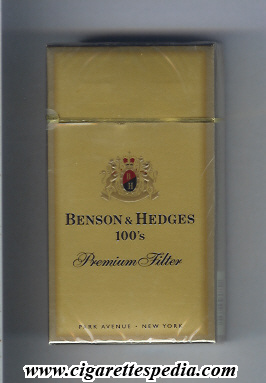 B
H
BENSON & HEDGES
100's
Premium Filter
PARK AVENUE - NEW YORK
www.cigarettespedia.com